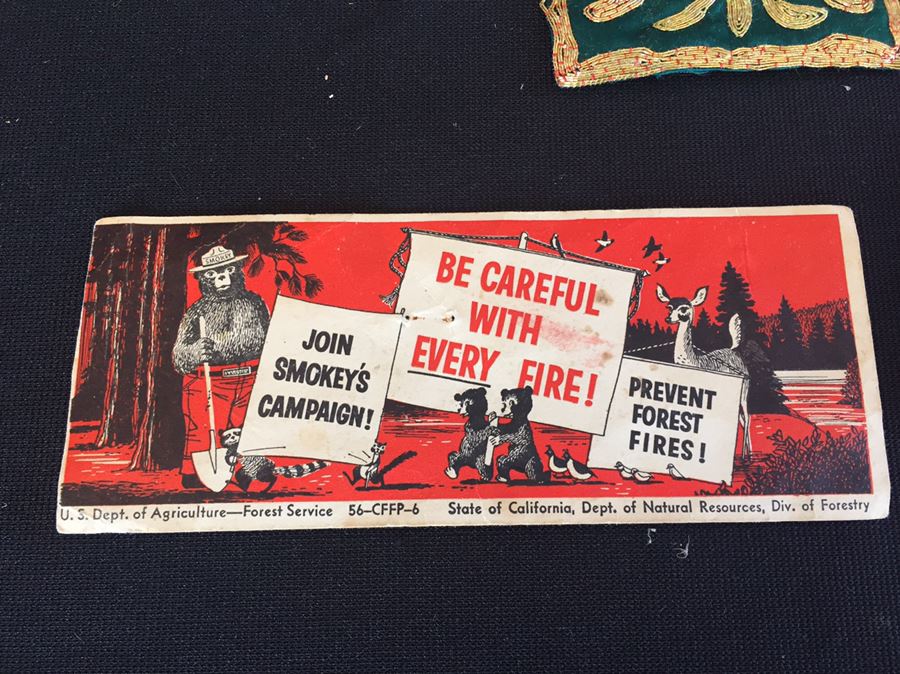 SMOKEY
JOIN
SMOKEY'S
CAMPAIGN!
BE CAREFUL
WITH
EVERY FIRE!
PREVENT
FOREST
FIRES!
U. S. Dept. of Agriculture—Forest Service 56–CFFP–6 State of California, Dept. of Natural Resources, Div. of Forestry